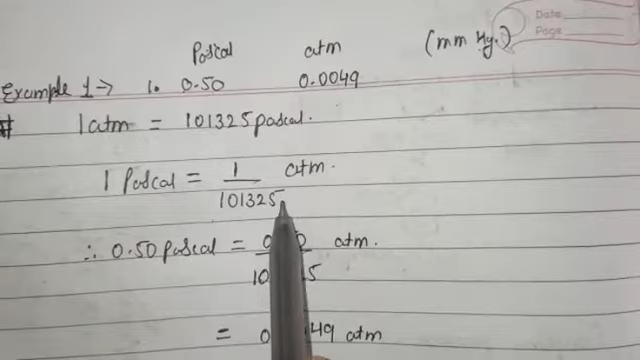 Date
Page
Pascal atm (mm Hg.)
Example 1→ 1. 0.50 0.0049
# 1 atm = 101325 pascal.
1 Pascal = 1 atm.
101325
∴ 0.50 pascal = atm.
= 49 atm